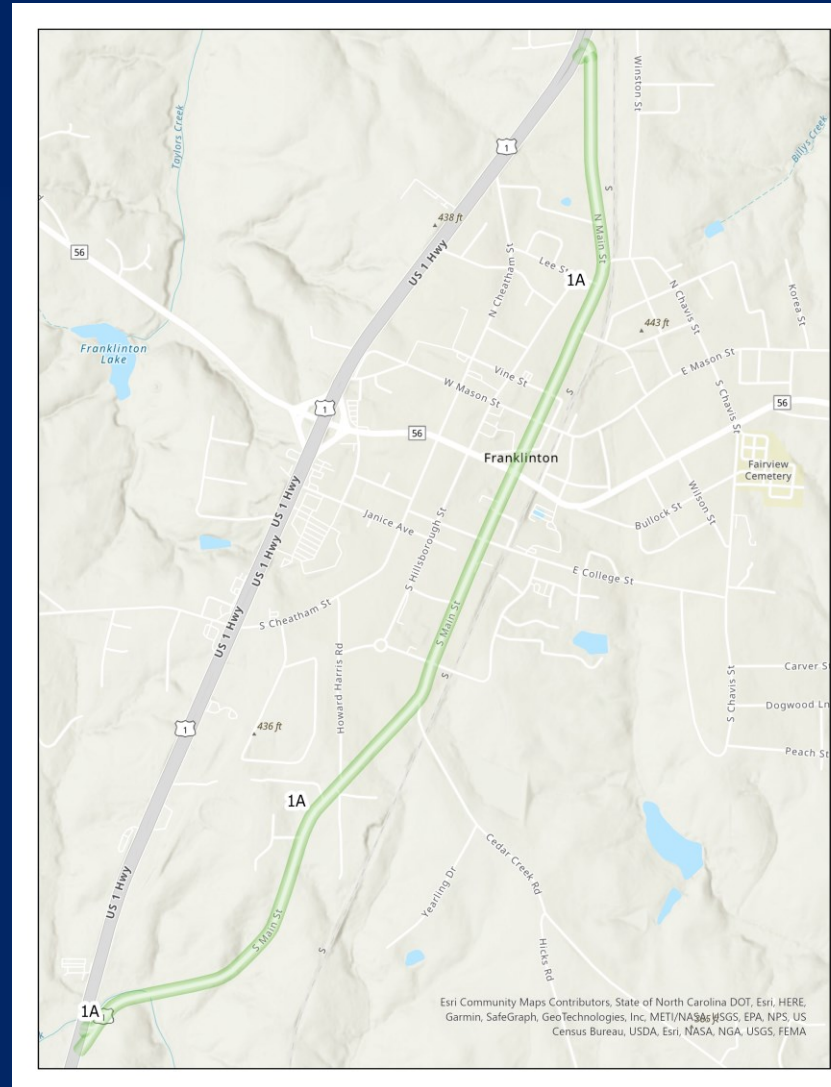 Winston St
Taylors Creek
Billys Creek
1
438 ft
S
N Main St
56
US 1 Hwy
N Cheatham St
Lee St
1A
N Chavis St
Korea St
443 ft
Franklinton
Lake
Vine St
E Mason St
W Mason St
S Chavis St
1
56
56
Franklinton
S
Fairview
Cemetery
US 1 Hwy
Wilson St
Janice Ave
S Hillsborough St
Bullock St
US 1 Hwy
E College St
S Cheatham St
S Main St
US 1 Hwy
Howard Harris Rd
S
Carver S
S Chavis St
Dogwood Ln
1
436 ft
Peach St
1A
Cedar Creek Rd
Yearling Dr
US 1 Hwy
S Main St
S
Hicks Rd
1A
k
Esri Community Maps Contributors, State of North Carolina DOT, Esri, HERE,
Garmin, SafeGraph, GeoTechnologies, Inc, METI/NASA, USGS, EPA, NPS, US
Census Bureau, USDA, Esri, NASA, NGA, USGS, FEMA